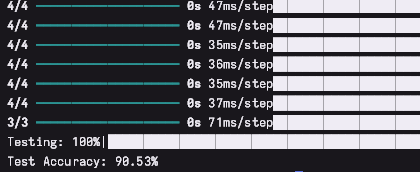 4/4 0s 47ms/step
4/4 0s 47ms/step
4/4 0s 35ms/step
4/4 0s 36ms/step
4/4 0s 35ms/step
4/4 0s 37ms/step
3/3 0s 71ms/step
Testing: 100%|
Test Accuracy: 90.53%